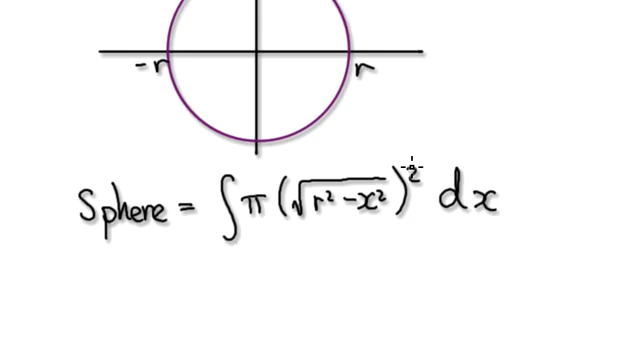 -r r
Sphere = ∫ π (√r² - x²)² dx